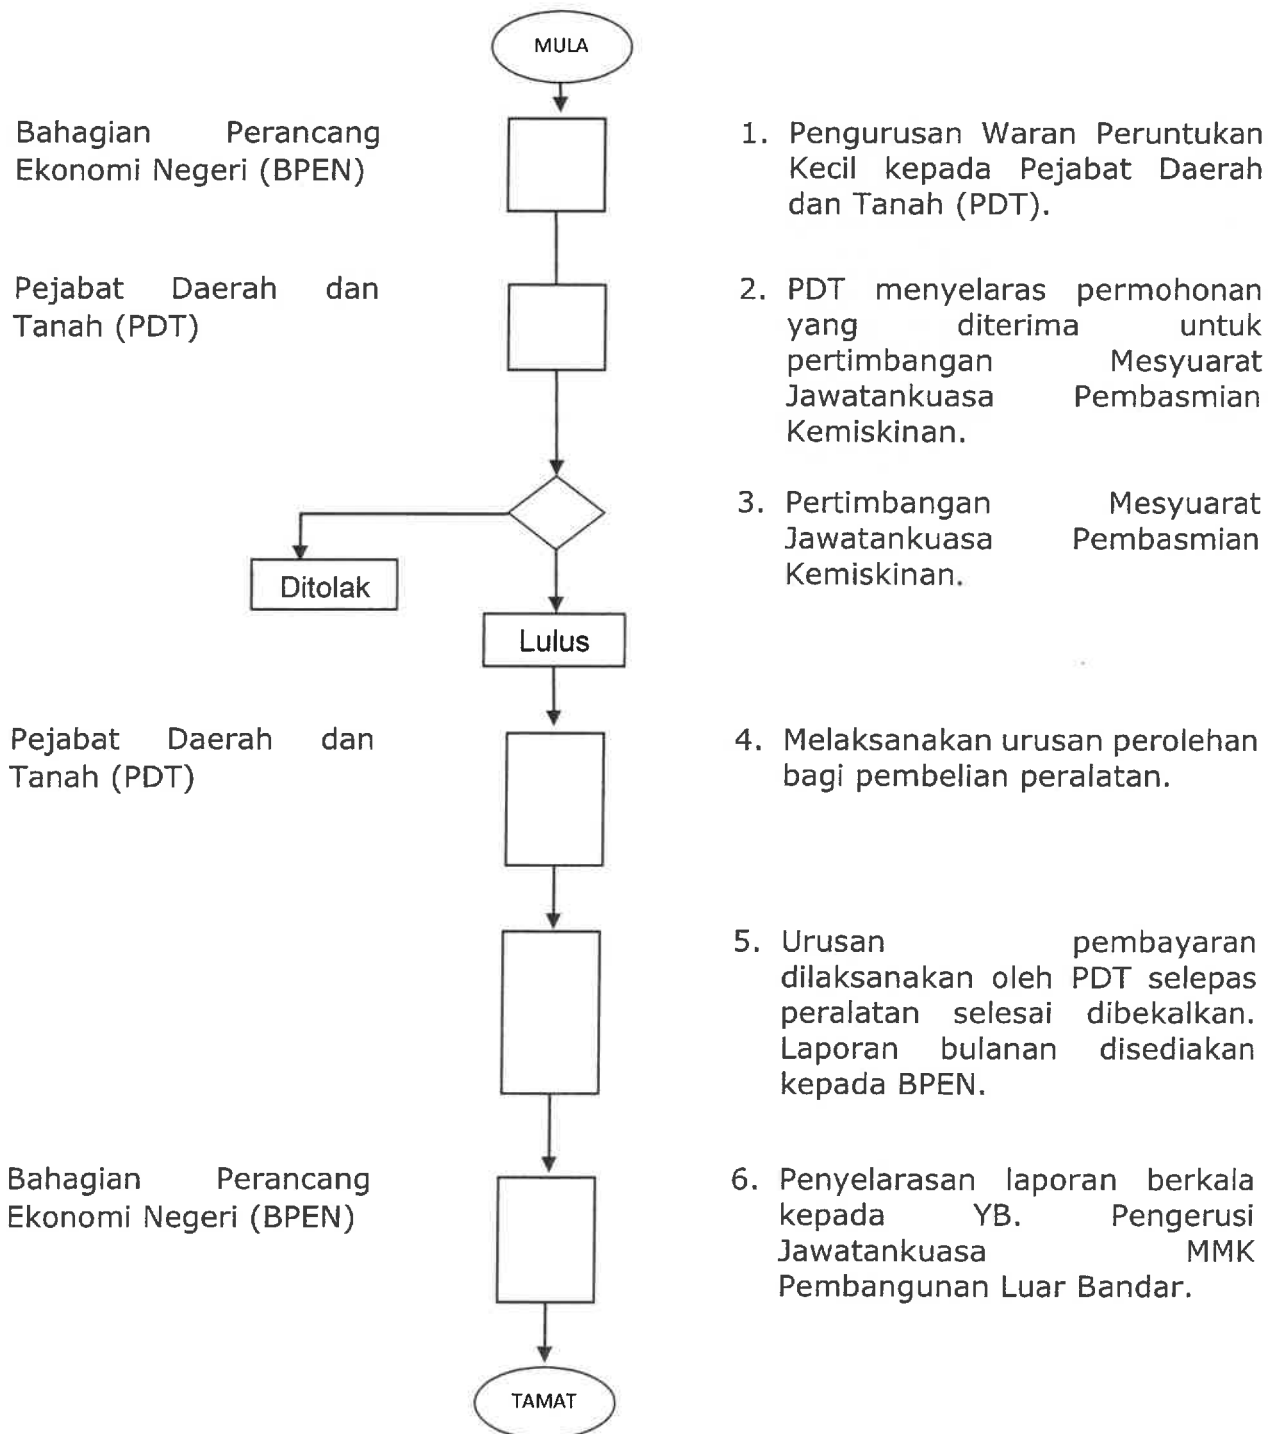 MULA
Bahagian Perancang
Ekonomi Negeri (BPEN)
1. Pengurusan Waran Peruntukan
Kecil kepada Pejabat Daerah
dan Tanah (PDT).
Pejabat Daerah dan
Tanah (PDT)
2. PDT menyelaras permohonan
yang diterima untuk
pertimbangan Mesyuarat
Jawatankuasa Pembasmian
Kemiskinan.
3. Pertimbangan Mesyuarat
Jawatankuasa Pembasmian
Kemiskinan.
Ditolak
Lulus
Pejabat Daerah dan
Tanah (PDT)
4. Melaksanakan urusan perolehan
bagi pembelian peralatan.
5. Urusan pembayaran
dilaksanakan oleh PDT selepas
peralatan selesai dibekalkan.
Laporan bulanan disediakan
kepada BPEN.
Bahagian Perancang
Ekonomi Negeri (BPEN)
6. Penyelarasan laporan berkala
kepada YB. Pengerusi
Jawatankuasa MMK
Pembangunan Luar Bandar.
TAMAT